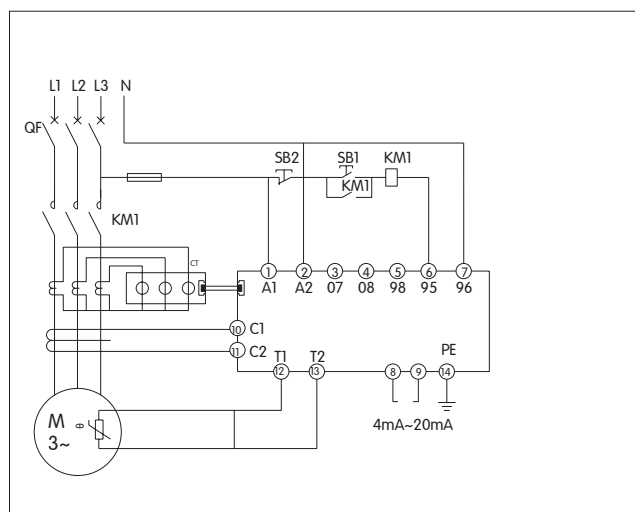 L1 L2 L3 N
QF
SB2 SB1 KM1
KM1
KM1
CT
1 2 3 4 5 6 7
A1 A2 07 08 98 95 96
10 C1
11 C2
T1 T2 PE
12 13 8 9 14
4mA~20mA
M
3~
θ